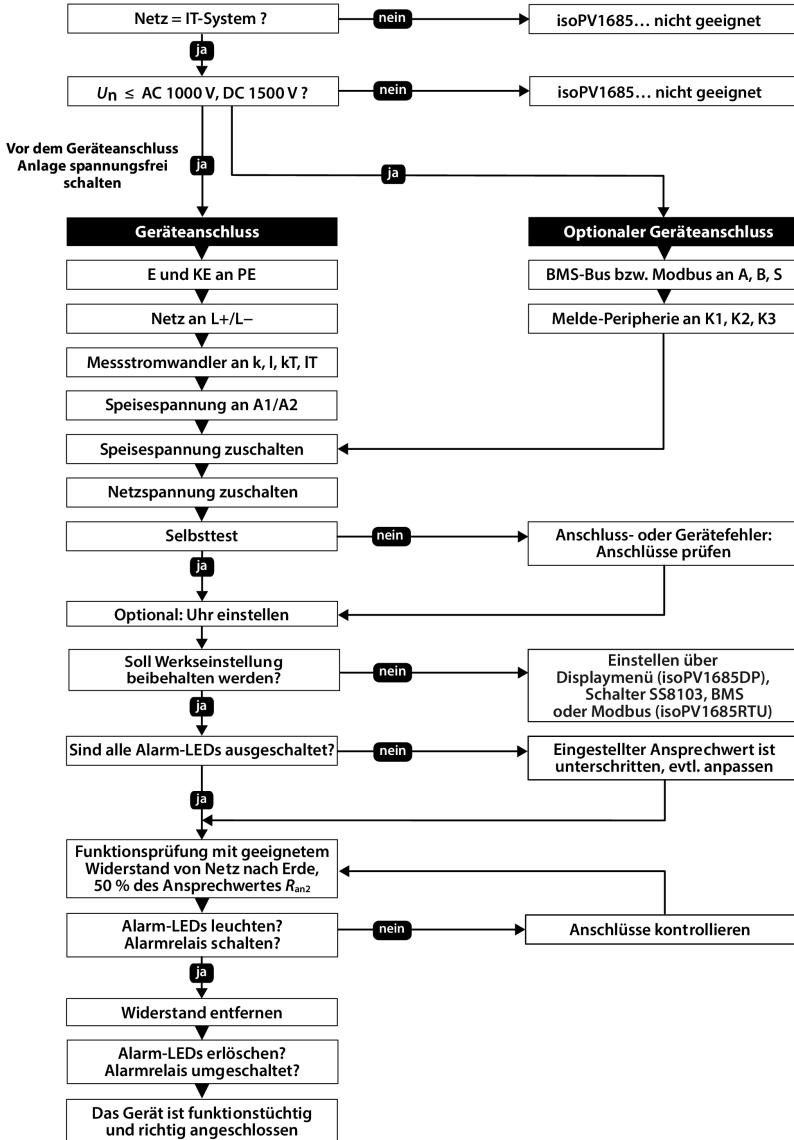 Netz = IT-System ?
nein
isoPV1685… nicht geeignet
ja
Un ≤ AC 1000 V, DC 1500 V ?
nein
isoPV1685… nicht geeignet
Vor dem Geräteanschluss
Anlage spannungsfrei
schalten
ja
ja
Geräteanschluss
Optionaler Geräteanschluss
E und KE an PE
BMS-Bus bzw. Modbus an A, B, S
Netz an L+/L−
Melde-Peripherie an K1, K2, K3
Messstromwandler an k, l, kT, lT
Speisespannung an A1/A2
Speisespannung zuschalten
Netzspannung zuschalten
Selbsttest
nein
Anschluss- oder Gerätefehler:
Anschlüsse prüfen
ja
Optional: Uhr einstellen
Soll Werkseinstellung
beibehalten werden?
nein
Einstellen über
Displaymenü (isoPV1685DP),
Schalter SS8103, BMS
oder Modbus (isoPV1685RTU)
ja
Sind alle Alarm-LEDs ausgeschaltet?
nein
Eingestellter Ansprechwert ist
unterschritten, evtl. anpassen
ja
Funktionsprüfung mit geeignetem
Widerstand von Netz nach Erde,
50 % des Ansprechwertes Ran2
Alarm-LEDs leuchten?
Alarmrelais schalten?
nein
Anschlüsse kontrollieren
ja
Widerstand entfernen
Alarm-LEDs erlöschen?
Alarmrelais umgeschaltet?
Das Gerät ist funktionstüchtig
und richtig angeschlossen